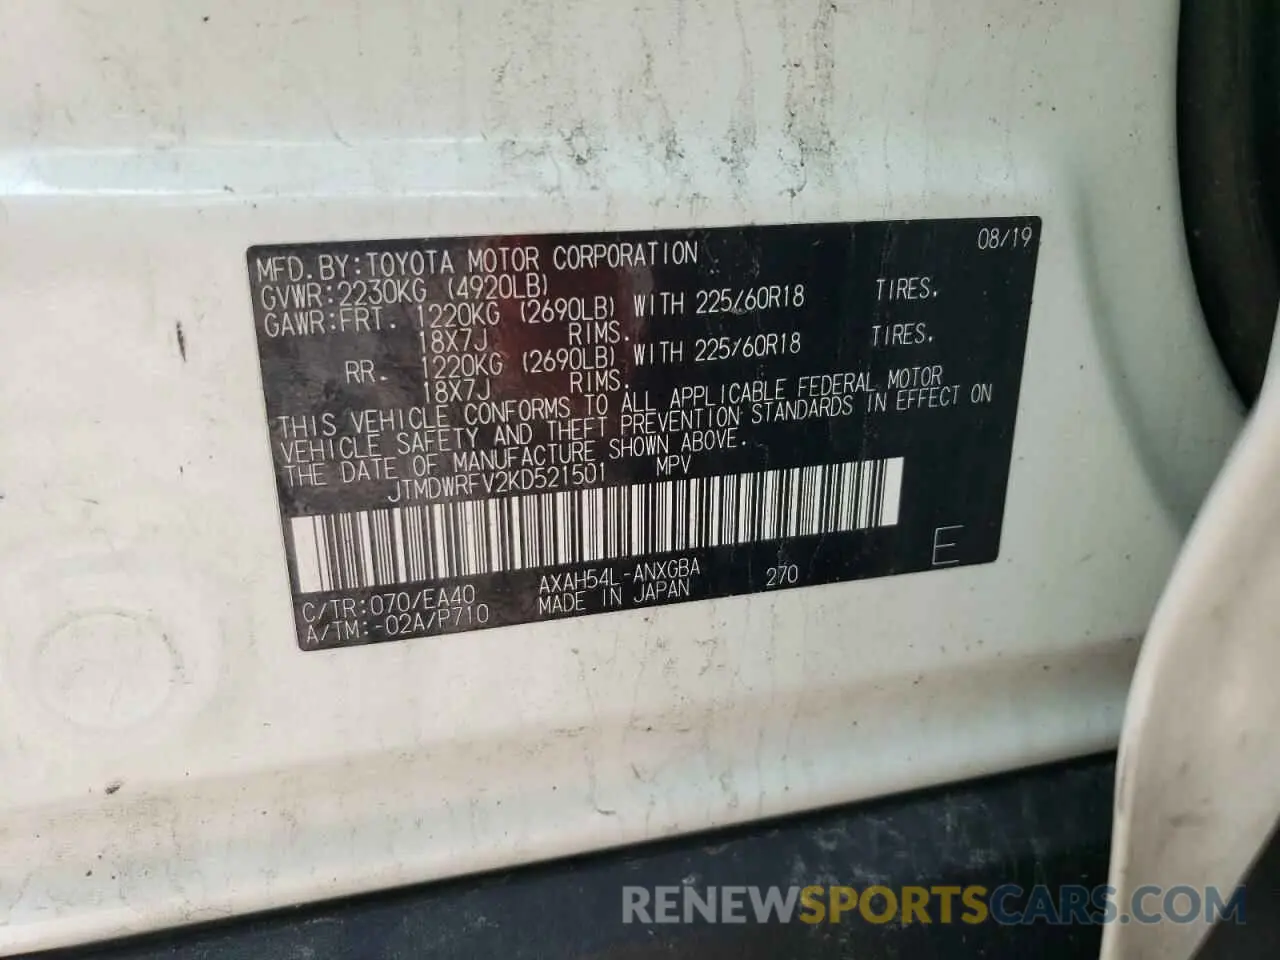 MFD.BY:TOYOTA MOTOR CORPORATION 08/19
GVWR:2230KG (4920LB)
GAWR:FRT. 1220KG (2690LB) WITH 225/60R18 TIRES.
18X7J RIMS.
RR. 1220KG (2690LB) WITH 225/60R18 TIRES.
18X7J RIMS.
THIS VEHICLE CONFORMS TO ALL APPLICABLE FEDERAL MOTOR
VEHICLE SAFETY AND THEFT PREVENTION STANDARDS IN EFFECT ON
THE DATE OF MANUFACTURE SHOWN ABOVE.
JTMDWRFV2KD521501 MPV
E
C/TR:070/EA40 AXAH54L-ANXGBA 270
A/TM:-02A/P710 MADE IN JAPAN
RENEWSPORTSCARS.COM